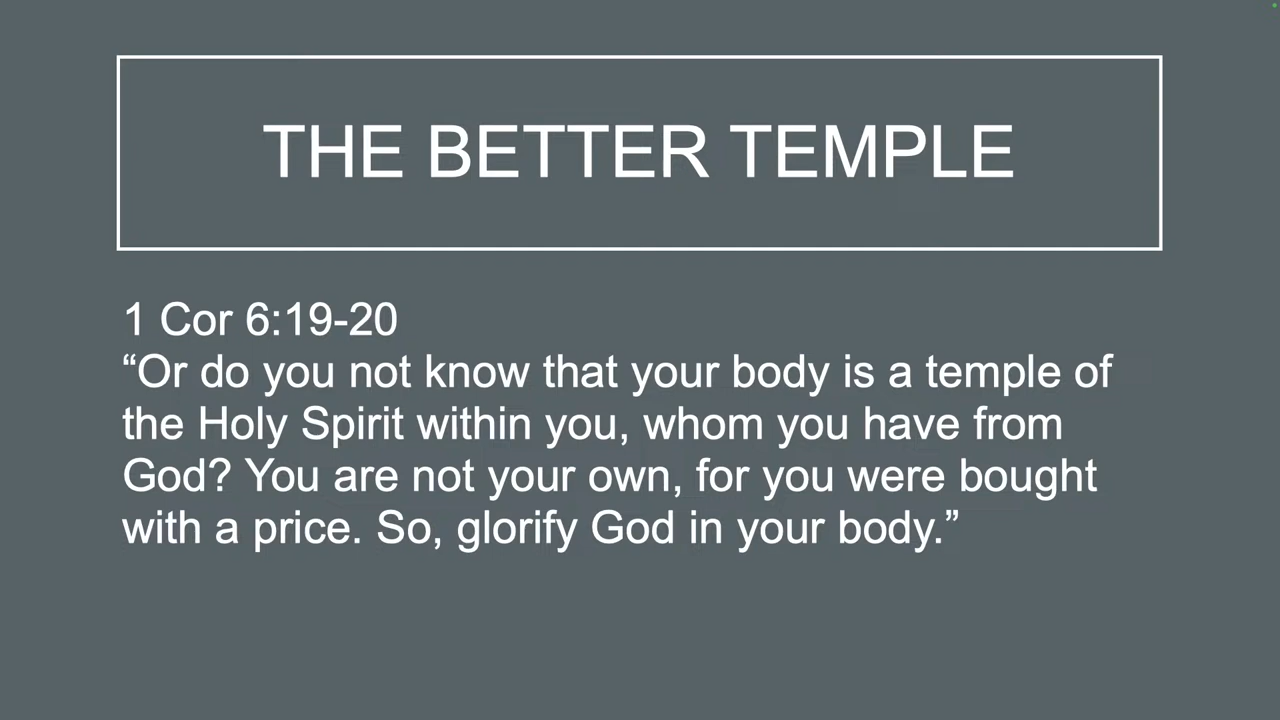 THE BETTER TEMPLE
1 Cor 6:19-20
“Or do you not know that your body is a temple of
the Holy Spirit within you, whom you have from
God? You are not your own, for you were bought
with a price. So, glorify God in your body.”